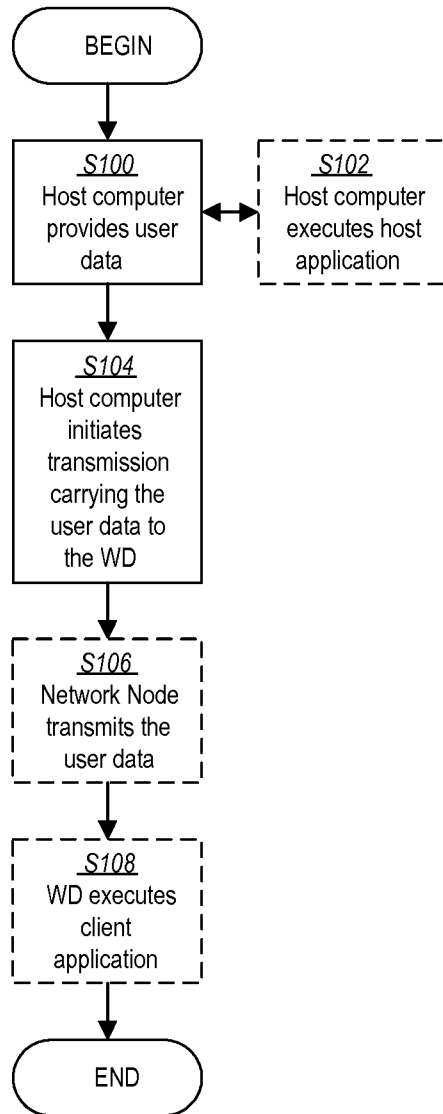 BEGIN
S100
Host computer
provides user
data
S102
Host computer
executes host
application
S104
Host computer
initiates
transmission
carrying the
user data to
the WD
S106
Network Node
transmits the
user data
S108
WD executes
client
application
END